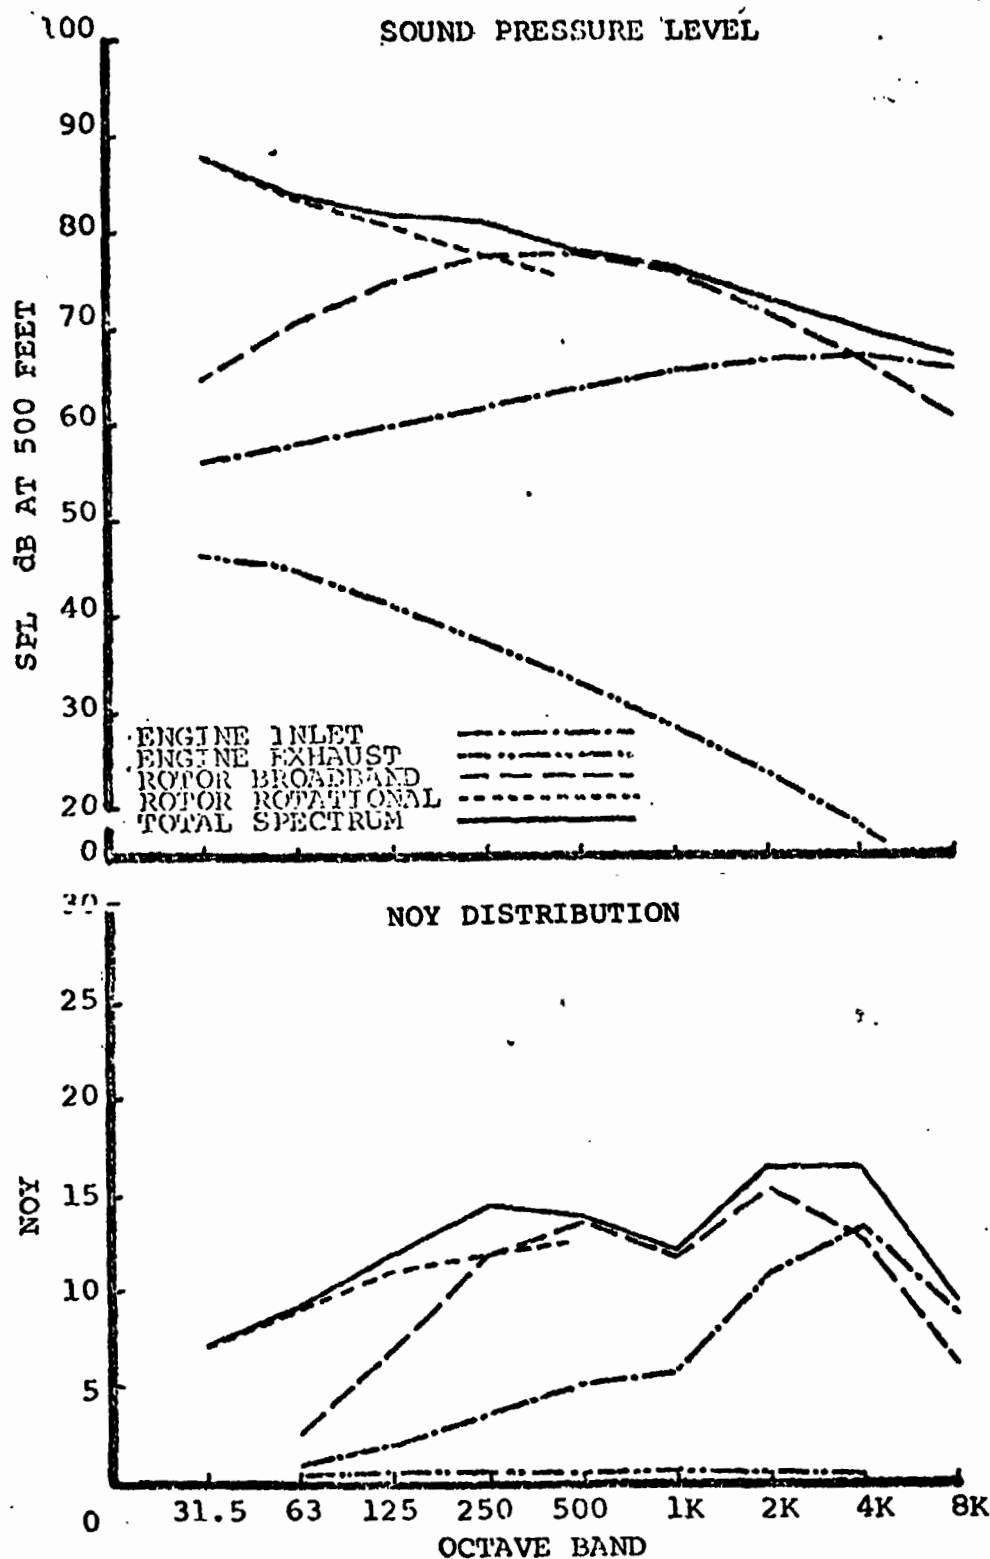 SOUND PRESSURE LEVEL
100
90
80
70
60
50
40
30
20
0
SPL dB AT 500 FEET
ENGINE INLET
ENGINE EXHAUST
ROTOR BROADBAND
ROTOR ROTATIONAL
TOTAL SPECTRUM
NOY DISTRIBUTION
30
25
20
15
10
5
0
NOY
31.5 63 125 250 500 1K 2K 4K 8K
OCTAVE BAND